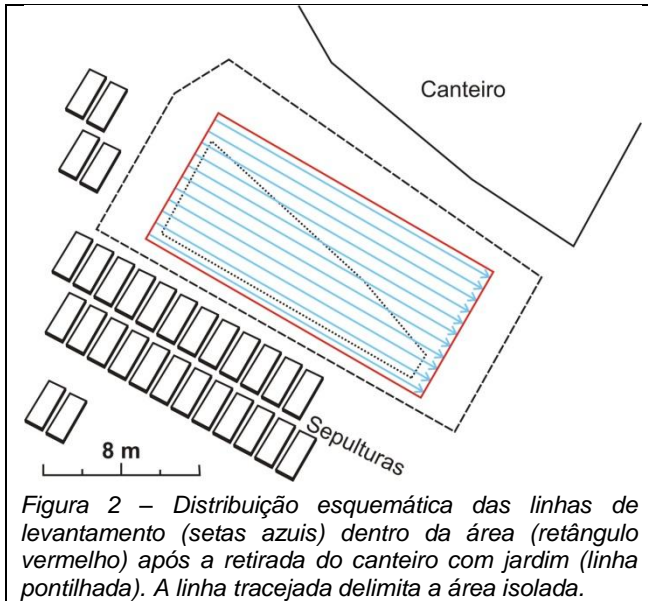 Canteiro
Sepulturas
8 m
Figura 2 – Distribuição esquemática das linhas de
levantamento (setas azuis) dentro da área (retângulo
vermelho) após a retirada do canteiro com jardim (linha
pontilhada). A linha tracejada delimita a área isolada.